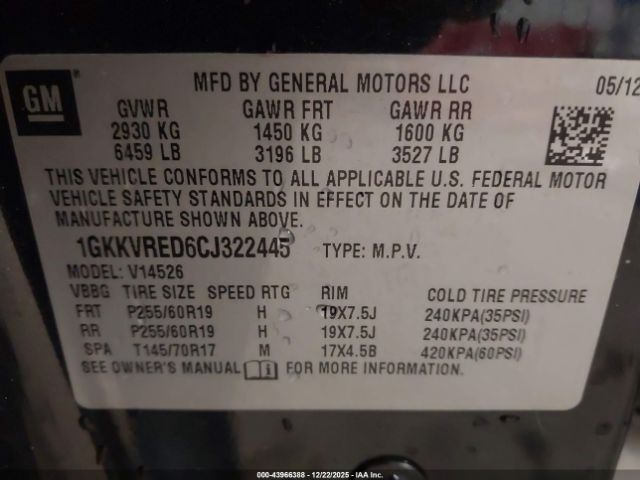 GM
MFD BY GENERAL MOTORS LLC 05/12
GVWR GAWR FRT GAWR RR
2930 KG 1450 KG 1600 KG
6459 LB 3196 LB 3527 LB
THIS VEHICLE CONFORMS TO ALL APPLICABLE U.S. FEDERAL MOTOR
VEHICLE SAFETY STANDARDS IN EFFECT ON THE DATE OF
MANUFACTURE SHOWN ABOVE.
1GKKVRED6CJ322445 TYPE: M.P.V.
MODEL: V14526
VBBG TIRE SIZE SPEED RTG RIM COLD TIRE PRESSURE
FRT P255/60R19 H 19X7.5J 240KPA(35PSI)
RR P255/60R19 H 19X7.5J 240KPA(35PSI)
SPA T145/70R17 M 17X4.5B 420KPA(60PSI)
SEE OWNER'S MANUAL FOR MORE INFORMATION.
000-43966388 - 12/22/2025 - IAA Inc.